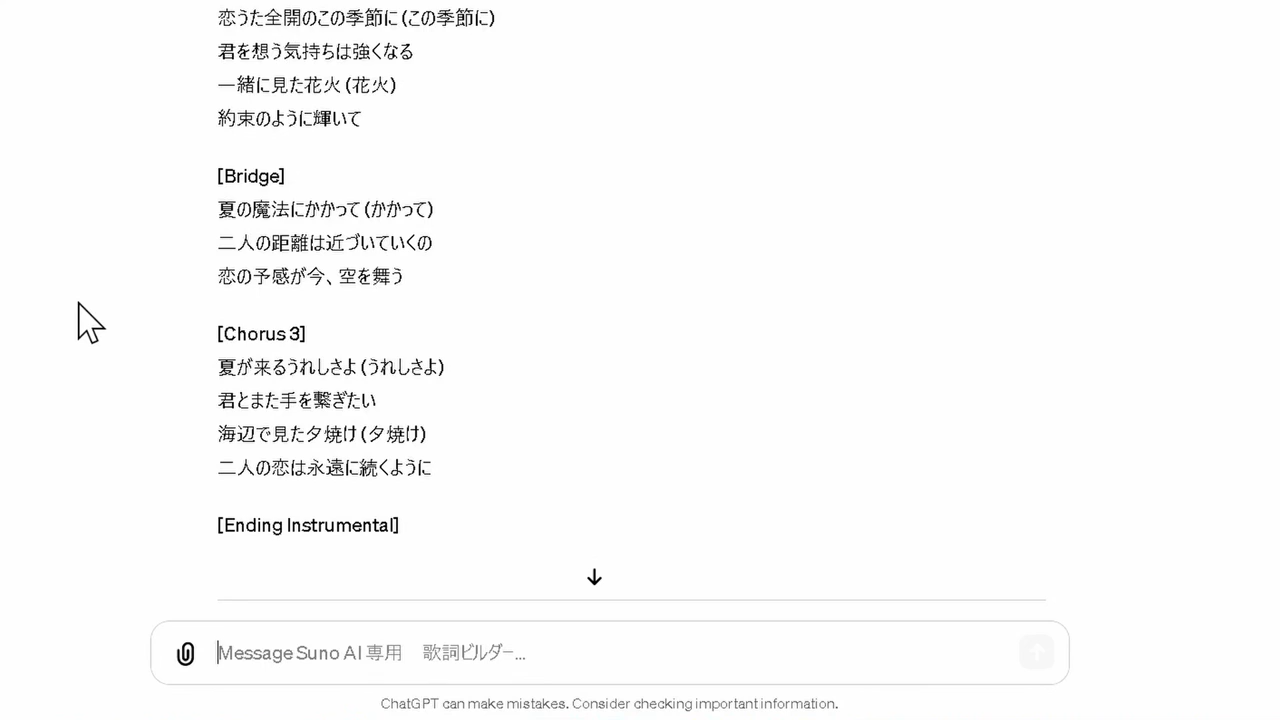 恋うた全開のこの季節に (この季節に)
君を想う気持ちは強くなる
一緒に見た花火 (花火)
約束のように輝いて
[Bridge]
夏の魔法にかかって (かかって)
二人の距離は近づいていくの
恋の予感が今、空を舞う
[Chorus 3]
夏が来るうれしさよ (うれしさよ)
君とまた手を繋ぎたい
海辺で見た夕焼け (夕焼け)
二人の恋は永遠に続くように
[Ending Instrumental]
Message Suno AI 専用　歌詞ビルダー...
ChatGPT can make mistakes. Consider checking important information.